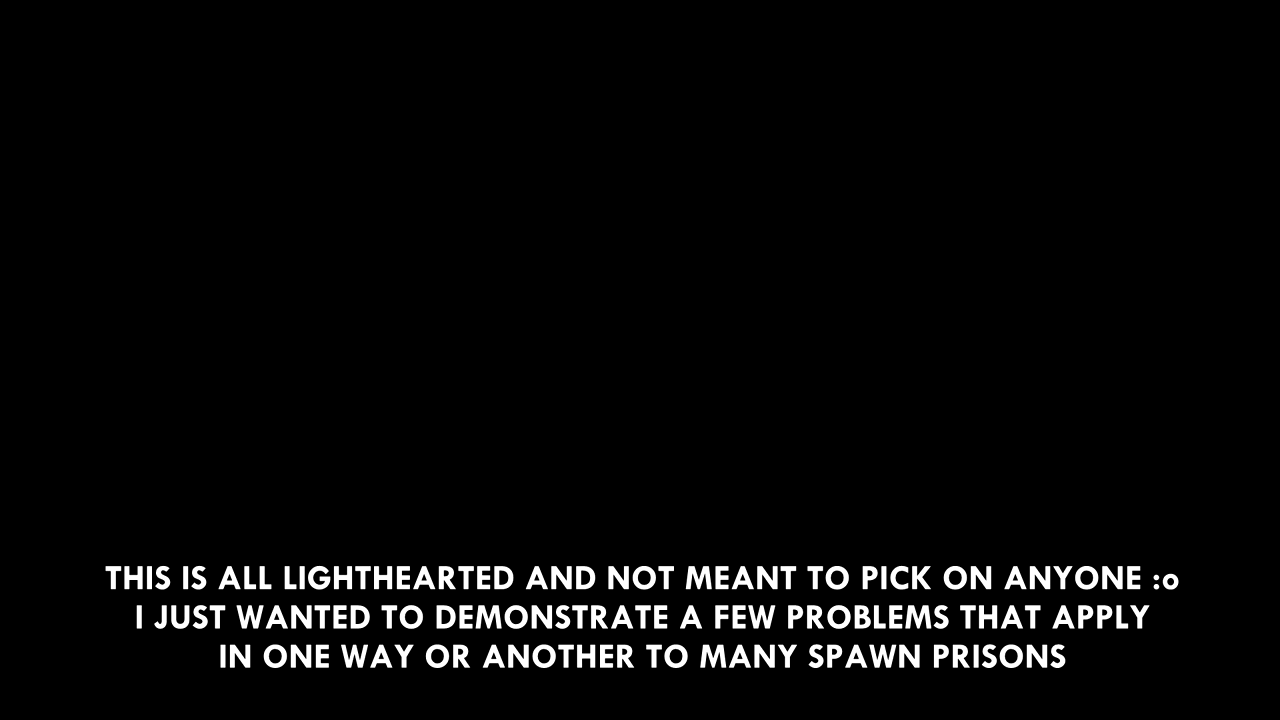 THIS IS ALL LIGHTHEARTED AND NOT MEANT TO PICK ON ANYONE :o
I JUST WANTED TO DEMONSTRATE A FEW PROBLEMS THAT APPLY
IN ONE WAY OR ANOTHER TO MANY SPAWN PRISONS